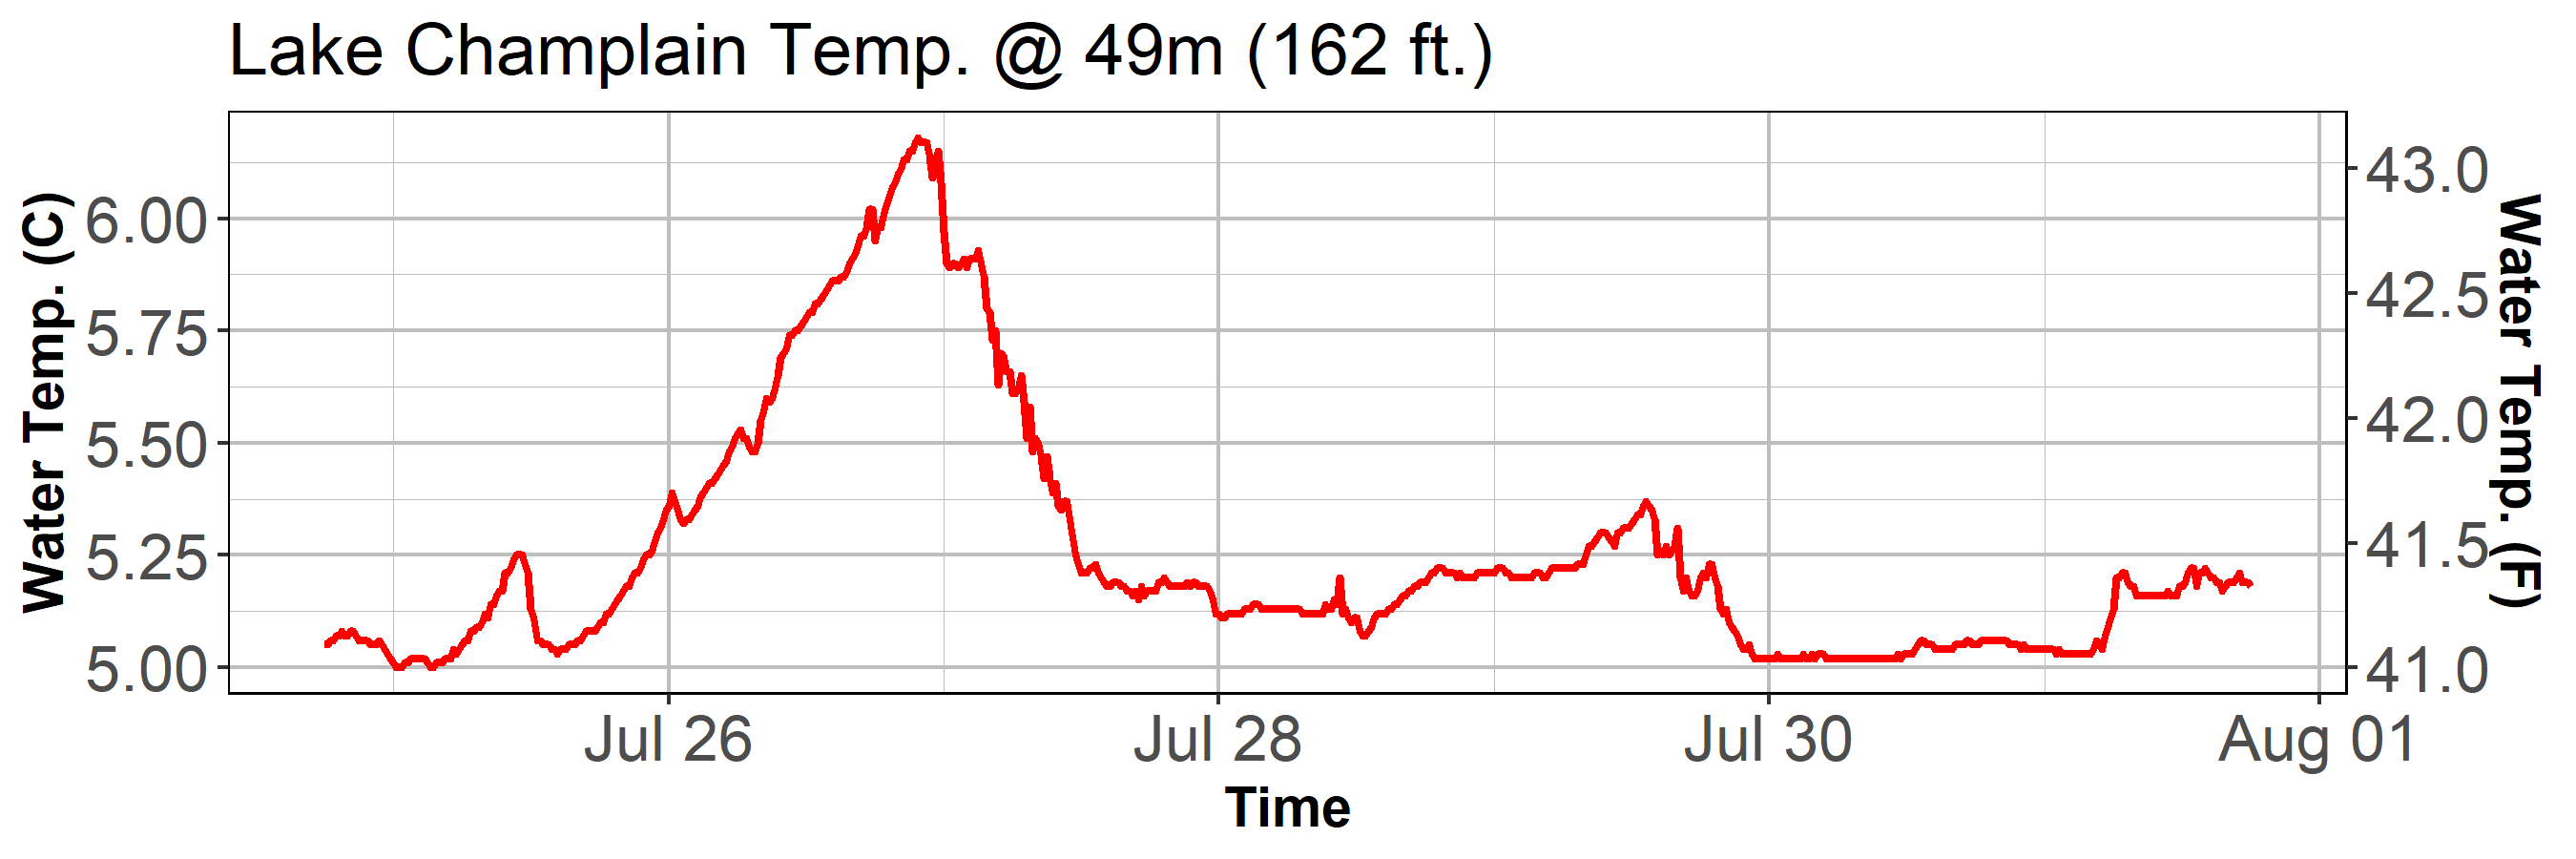 Lake Champlain Temp. @ 49m (162 ft.)
Water Temp. (C)
6.00
5.75
5.50
5.25
5.00
43.0
42.5
42.0
41.5
41.0
Water Temp. (F)
Jul 26 Jul 28 Jul 30 Aug 01
Time